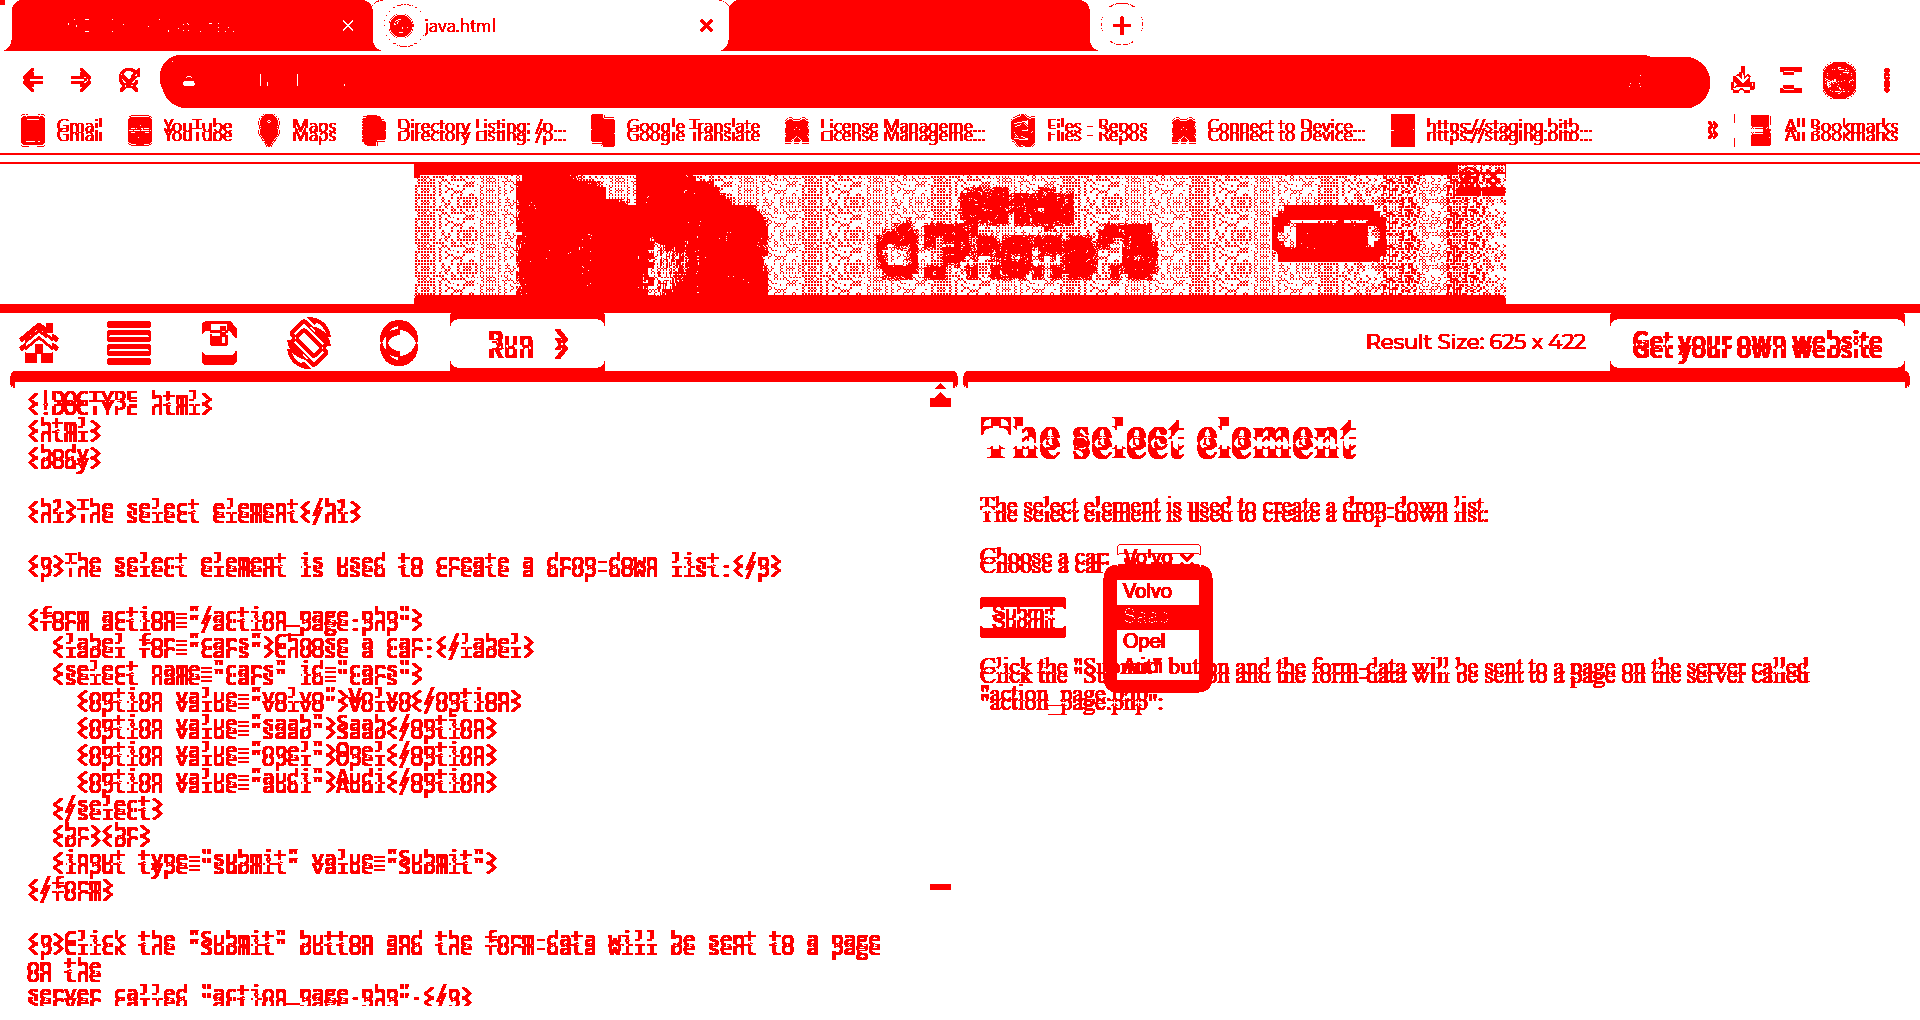 java.html
Gmail
YouTube
Maps
Directory Listing: /p...
Google Translate
License Manageme...
Files - Repos
Connect to Device...
https://staging.bitb...
All Bookmarks
Run
Result Size: 625 x 422
Get your own website
<!DOCTYPE html>
<html>
<body>
<h1>The select element</h1>
<p>The select element is used to create a drop-down list.</p>
<form action="/action_page.php">
<label for="cars">Choose a car:</label>
<select name="cars" id="cars">
<option value="volvo">Volvo</option>
<option value="saab">Saab</option>
<option value="opel">Opel</option>
<option value="audi">Audi</option>
</select>
<br><br>
<input type="submit" value="Submit">
</form>
<p>Click the "Submit" button and the form-data will be sent to a page
on the
server called "action_page.php".</p>
The select element
The select element is used to create a drop-down list.
Choose a car: Volvo
Volvo
Saab
Opel
Audi
Submit
Click the "Submit" button and the form-data will be sent to a page on the server called
"action_page.php".